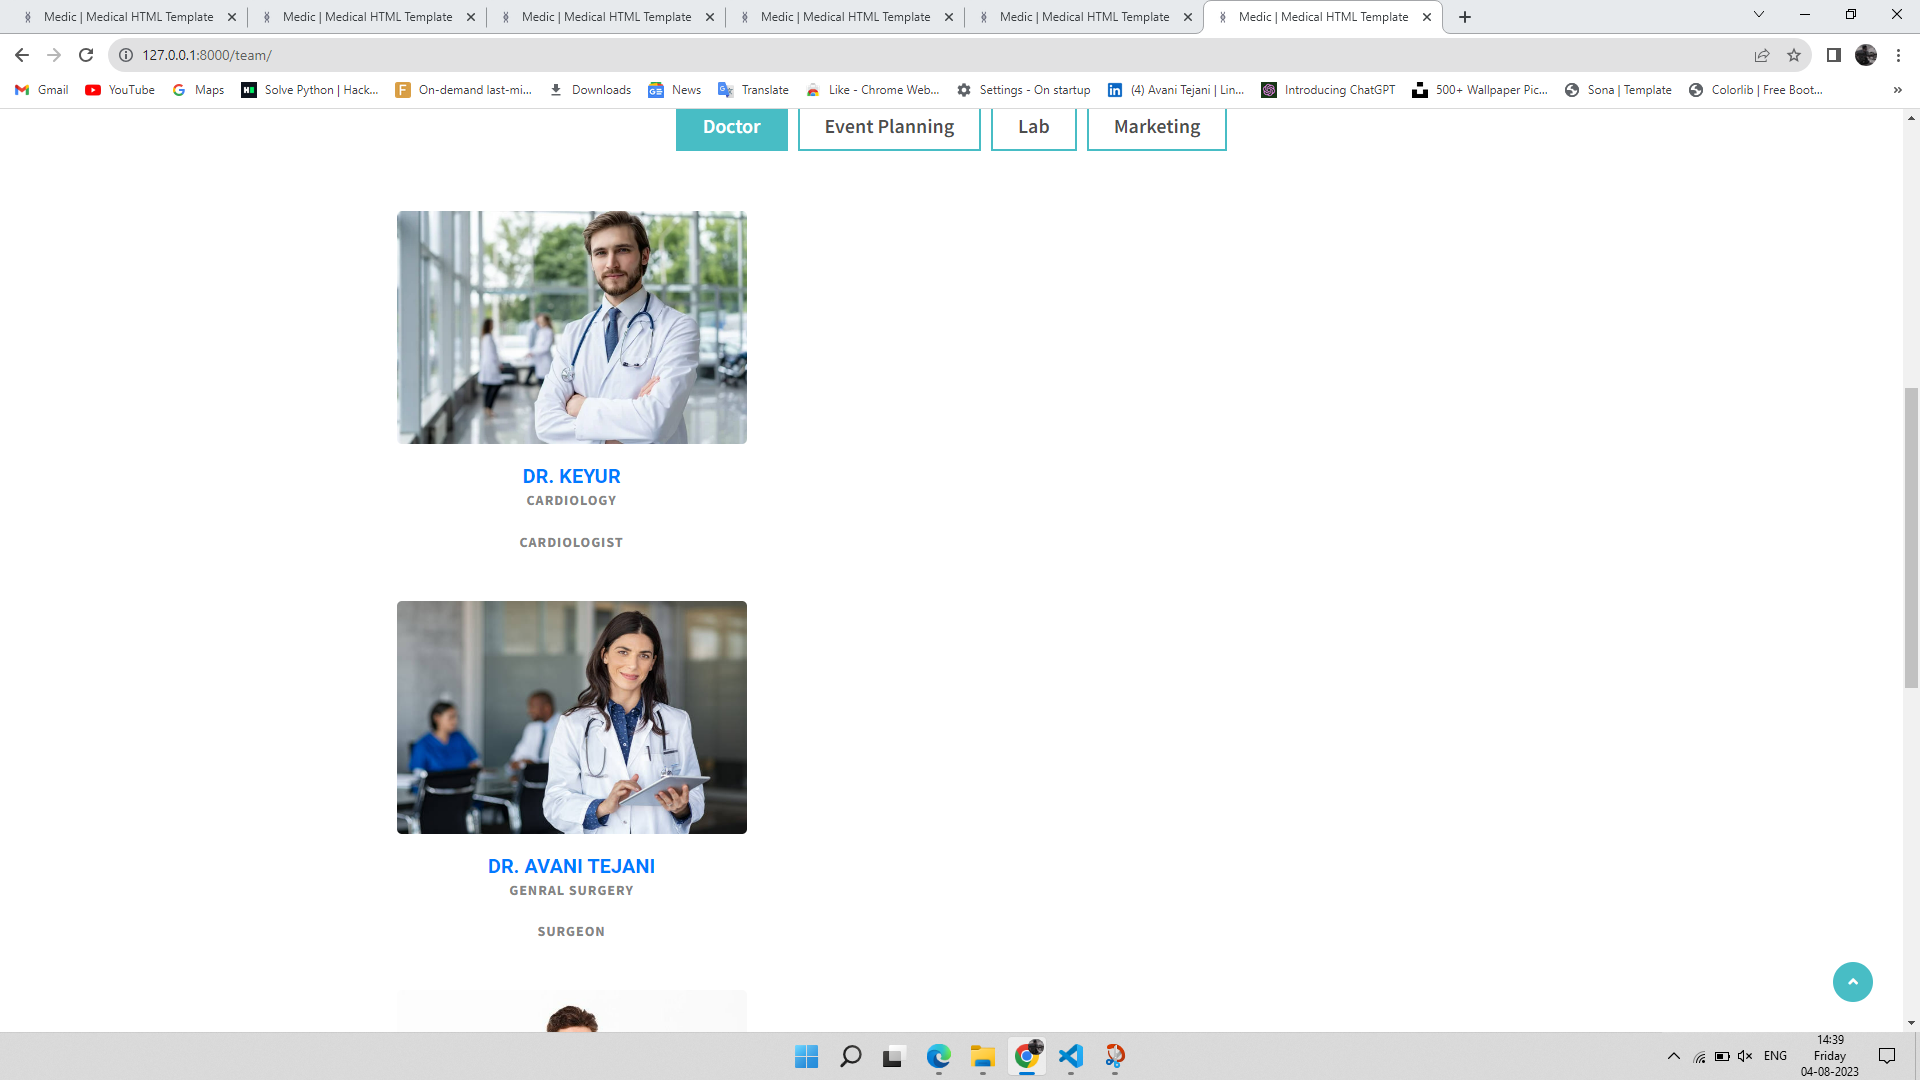 Medic | Medical HTML Template Medic | Medical HTML Template Medic | Medical HTML Template Medic | Medical HTML Template Medic | Medical HTML Template Medic | Medical HTML Template
127.0.0.1:8000/team/
Gmail YouTube Maps Solve Python | Hack... On-demand last-mi... Downloads News Translate Like - Chrome Web... Settings - On startup (4) Avani Tejani | Lin... Introducing ChatGPT 500+ Wallpaper Pic... Sona | Template Colorlib | Free Boot... »
Doctor Event Planning Lab Marketing
DR. KEYUR
CARDIOLOGY
CARDIOLOGIST
DR. AVANI TEJANI
GENRAL SURGERY
SURGEON
ENG
14:39
Friday
04-08-2023